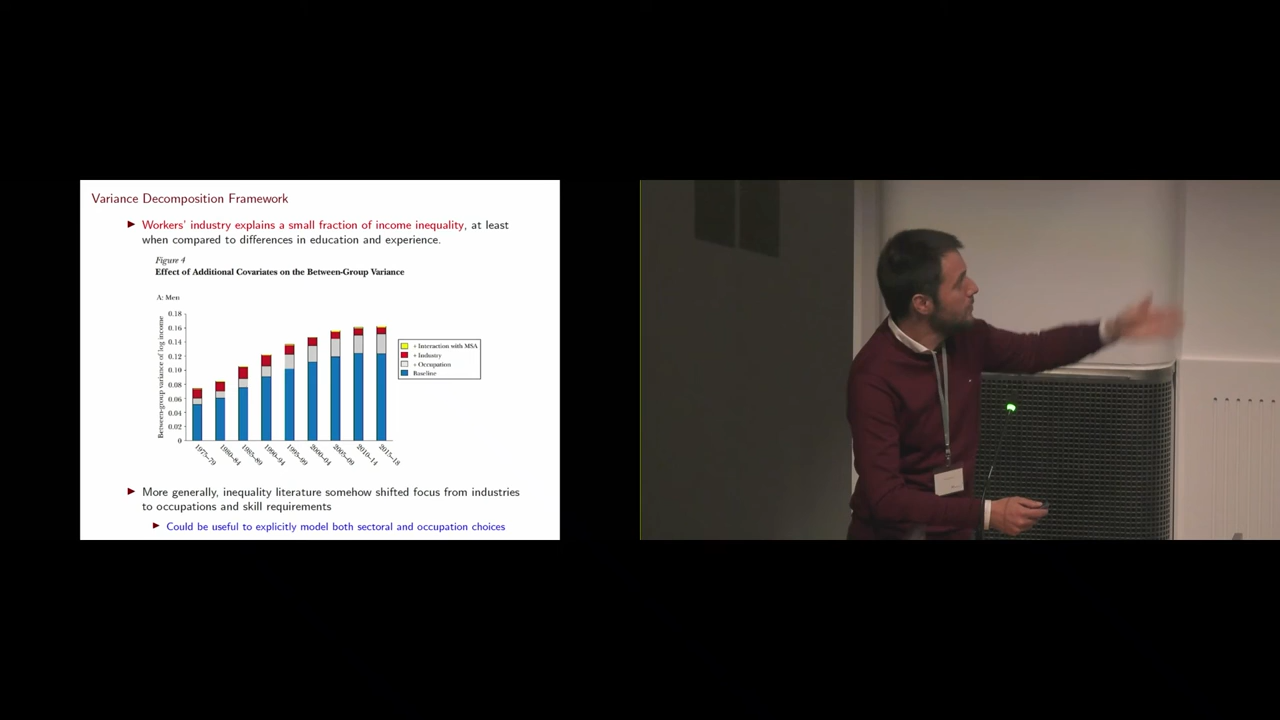 Variance Decomposition Framework
► Workers' industry explains a small fraction of income inequality, at least
when compared to differences in education and experience.
Figure 4
Effect of Additional Covariates on the Between-Group Variance
A: Men
Between-group variance of log income
0.18
0.16
0.14
0.12
0.10
0.08
0.06
0.04
0.02
0
1975–79
1980–84
1985–89
1990–94
1995–99
2000–04
2005–09
2010–14
2015–18
+ Interaction with MSA
+ Industry
+ Occupation
Baseline
► More generally, inequality literature somehow shifted focus from industries
to occupations and skill requirements
► Could be useful to explicitly model both sectoral and occupation choices